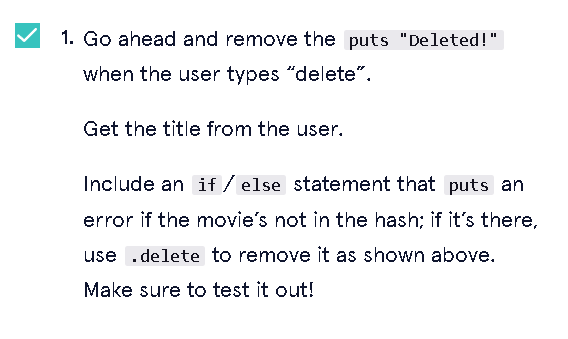 1. Go ahead and remove the puts "Deleted!"
when the user types “delete”.
Get the title from the user.
Include an if/else statement that puts an
error if the movie’s not in the hash; if it’s there,
use .delete to remove it as shown above.
Make sure to test it out!